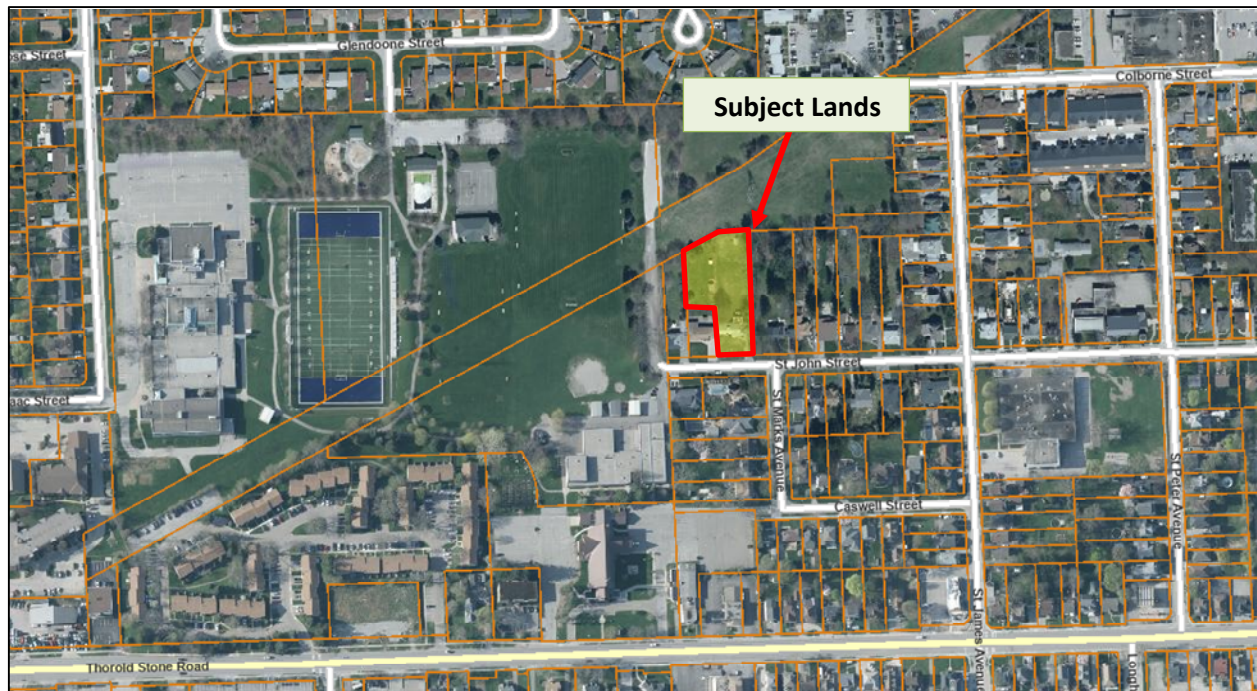 Glendoone Street
Colborne Street
Subject Lands
St John Street
St Marks Avenue
Caswell Street
St Peter Avenue
St James Avenue
Thorold Stone Road